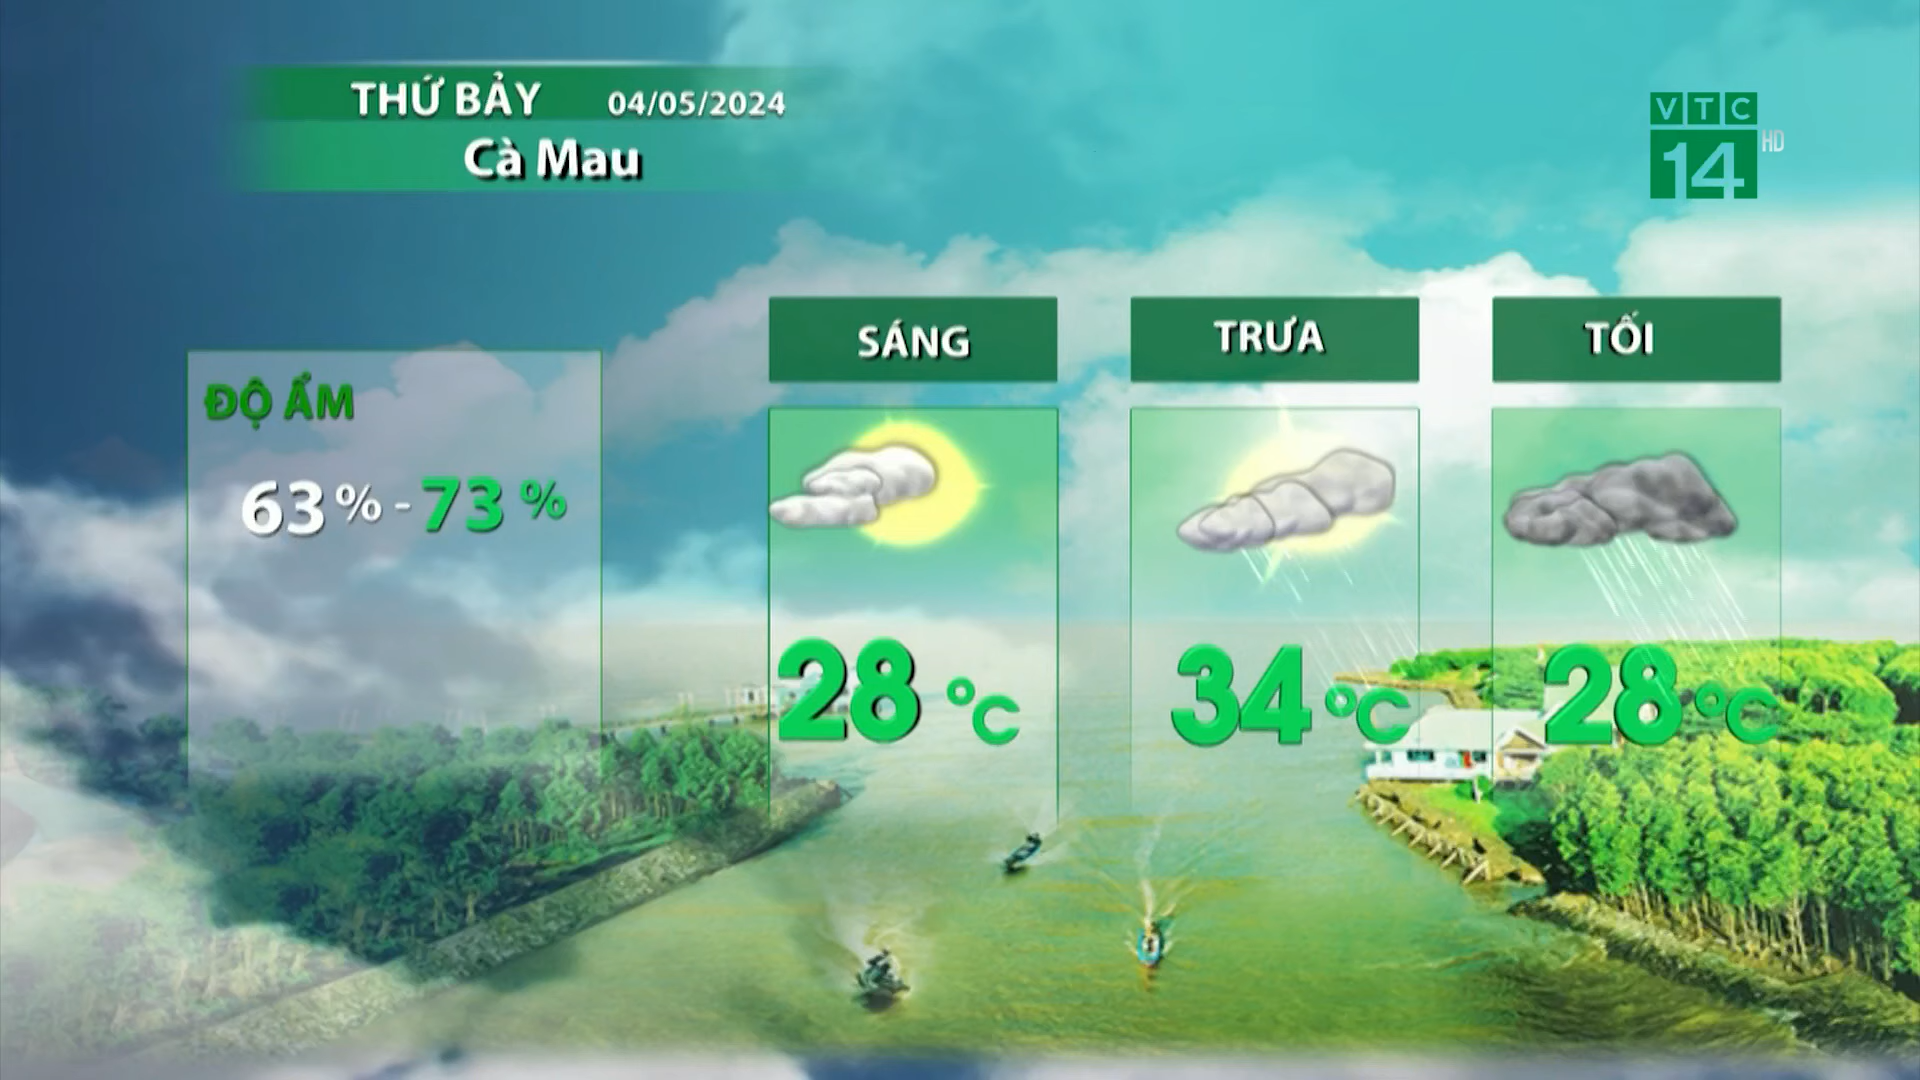 THỨ BẢY 04/05/2024
Cà Mau
VTC
14 HD
SÁNG TRƯA TỐI
ĐỘ ẨM
63% - 73%
28°C 34°C 28°C